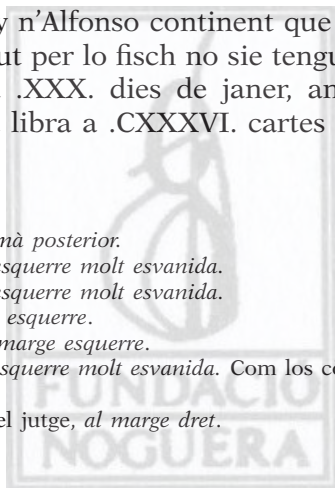 y n'Alfonso continent que
ut per lo fisch no sie tengu
.XXX. dies de janer, an
libra a .CXXXVI. cartes
mà posterior.
esquerre molt esvanida.
esquerre molt esvanida.
esquerre.
marge esquerre.
esquerre molt esvanida. Com los co
el jutge, al marge dret.
FUNDACIÓ
NOGUERA